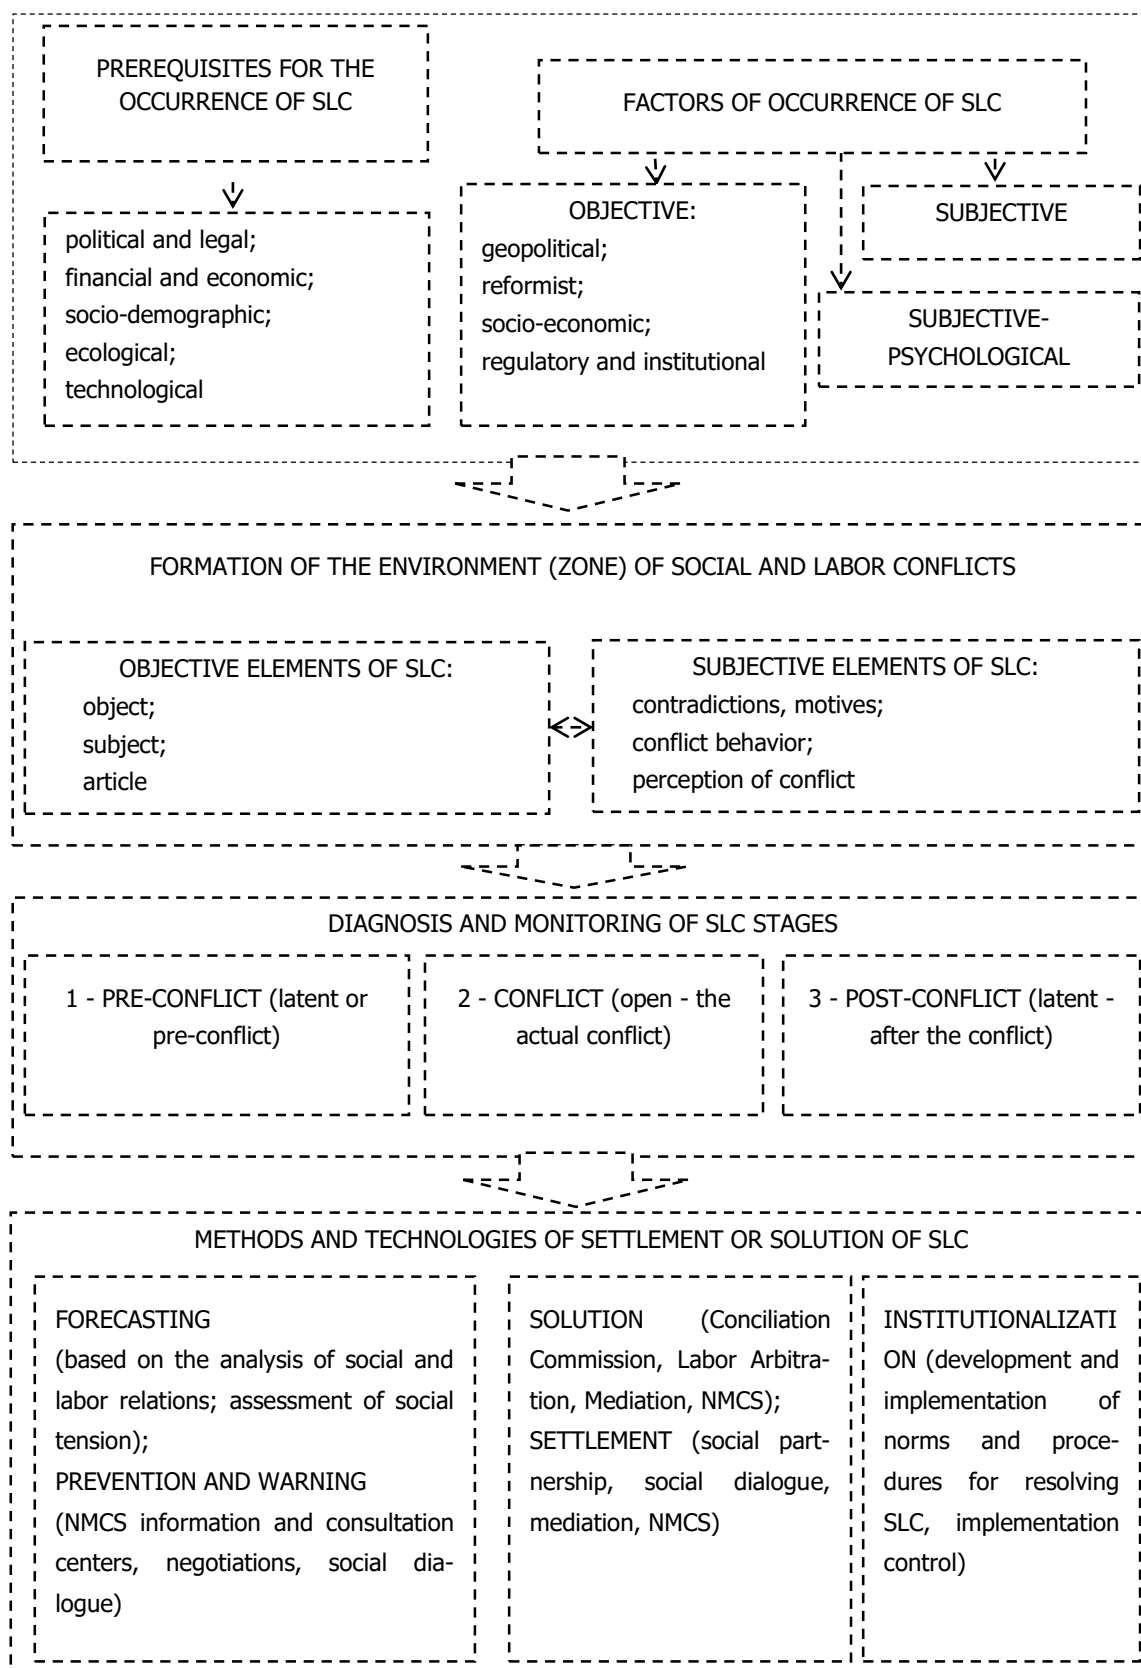 PREREQUISITES FOR THE
OCCURRENCE OF SLC
FACTORS OF OCCURRENCE OF SLC
political and legal;
financial and economic;
socio-demographic;
ecological;
technological
OBJECTIVE:
geopolitical;
reformist;
socio-economic;
regulatory and institutional
SUBJECTIVE
SUBJECTIVE-
PSYCHOLOGICAL
FORMATION OF THE ENVIRONMENT (ZONE) OF SOCIAL AND LABOR CONFLICTS
OBJECTIVE ELEMENTS OF SLC:
object;
subject;
article
SUBJECTIVE ELEMENTS OF SLC:
contradictions, motives;
conflict behavior;
perception of conflict
DIAGNOSIS AND MONITORING OF SLC STAGES
1 - PRE-CONFLICT (latent or
pre-conflict)
2 - CONFLICT (open - the
actual conflict)
3 - POST-CONFLICT (latent -
after the conflict)
METHODS AND TECHNOLOGIES OF SETTLEMENT OR SOLUTION OF SLC
FORECASTING
(based on the analysis of social and
labor relations; assessment of social
tension);
PREVENTION AND WARNING
(NMCS information and consultation
centers, negotiations, social dia-
logue)
SOLUTION (Conciliation
Commission, Labor Arbitra-
tion, Mediation, NMCS);
SETTLEMENT (social part-
nership, social dialogue,
mediation, NMCS)
INSTITUTIONALIZATI
ON (development and
implementation of
norms and proce-
dures for resolving
SLC, implementation
control)